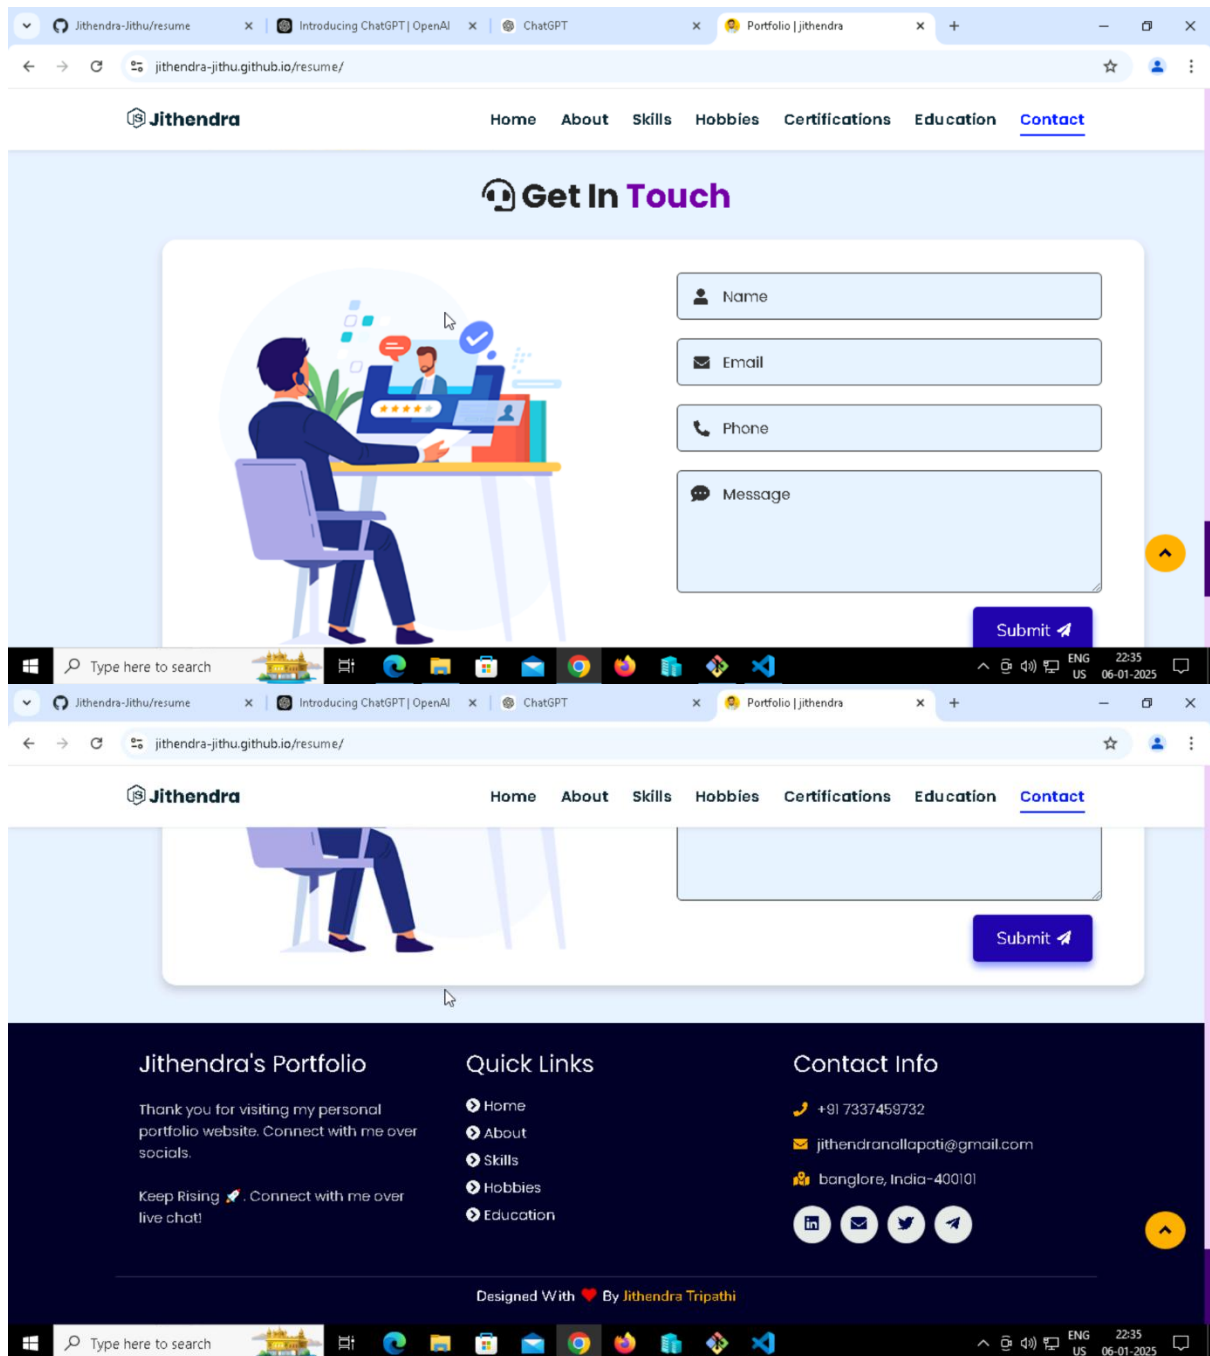 Jithendra-Jithu/resume
Introducing ChatGPT | OpenAI
ChatGPT
Portfolio | jithendra
jithendra-jithu.github.io/resume/
Jithendra
Home About Skills Hobbies Certifications Education Contact
Get In Touch
Name
Email
Phone
Message
Submit
Type here to search
ENG
US
22:35
06-01-2025
Jithendra-Jithu/resume
Introducing ChatGPT | OpenAI
ChatGPT
Portfolio | jithendra
jithendra-jithu.github.io/resume/
Jithendra
Home About Skills Hobbies Certifications Education Contact
Submit
Jithendra's Portfolio
Thank you for visiting my personal
portfolio website. Connect with me over
socials.
Keep Rising 🚀. Connect with me over
live chat!
Quick Links
Home
About
Skills
Hobbies
Education
Contact Info
+91 7337459732
jithendranallapati@gmail.com
banglore, India-400101
Designed With ❤ By Jithendra Tripathi
Type here to search
ENG
US
22:35
06-01-2025